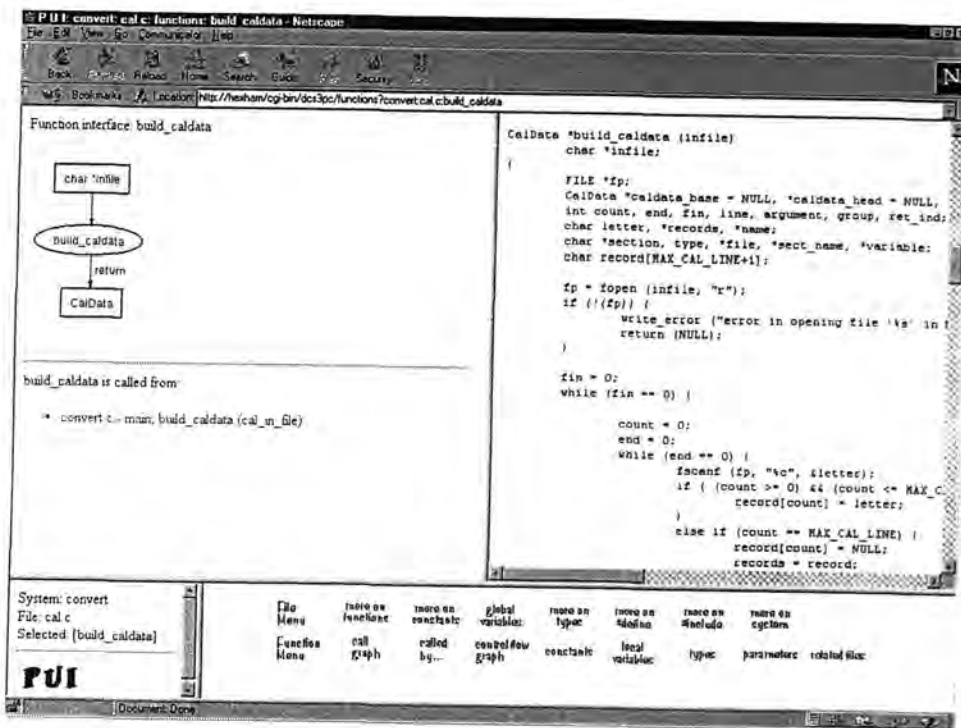 P U I: convert: cal c: functions: build_caldata - Netscape
File Edit View Go Communicator Help
Back Reload Home Search Guide Security
Bookmarks Location: http://hexham/cgi-bin/dcs3pc/functions?convert:cal.c:build_caldata
Function interface: build_caldata
char *infile
build_caldata
return
CalData
build_caldata is called from:
convert.c - main, build_caldata (cal_in_file)
CalData *build_caldata (infile)
char *infile;
{
FILE *fp;
CalData *caldata_base = NULL, *caldata_head = NULL,
int count, end, fin, line, argument, group, ret_ind;
char letter, *records, *name;
char *section, type, *file, *sect_name, *variable;
char record[MAX_CAL_LINE+1];
fp = fopen (infile, "r");
if (!(fp)) {
write_error ("error in opening file '%s' in
return (NULL);
}
fin = 0;
while (fin == 0) {
count = 0;
end = 0;
while (end == 0) {
fscanf (fp, "%c", &letter);
if ( (count >= 0) && (count <= MAX_C
record[count] = letter;
}
else if (count == MAX_CAL_LINE) {
record[count] = NULL;
records = record;
System: convert
File: cal.c
Selected: [build_caldata]
PUI
File Menu more on functions more on constants global variables more on types more on #define more on #include more on system
Function Menu call graph called by... control flow graph constants local variables types parameters related files
Document: Done